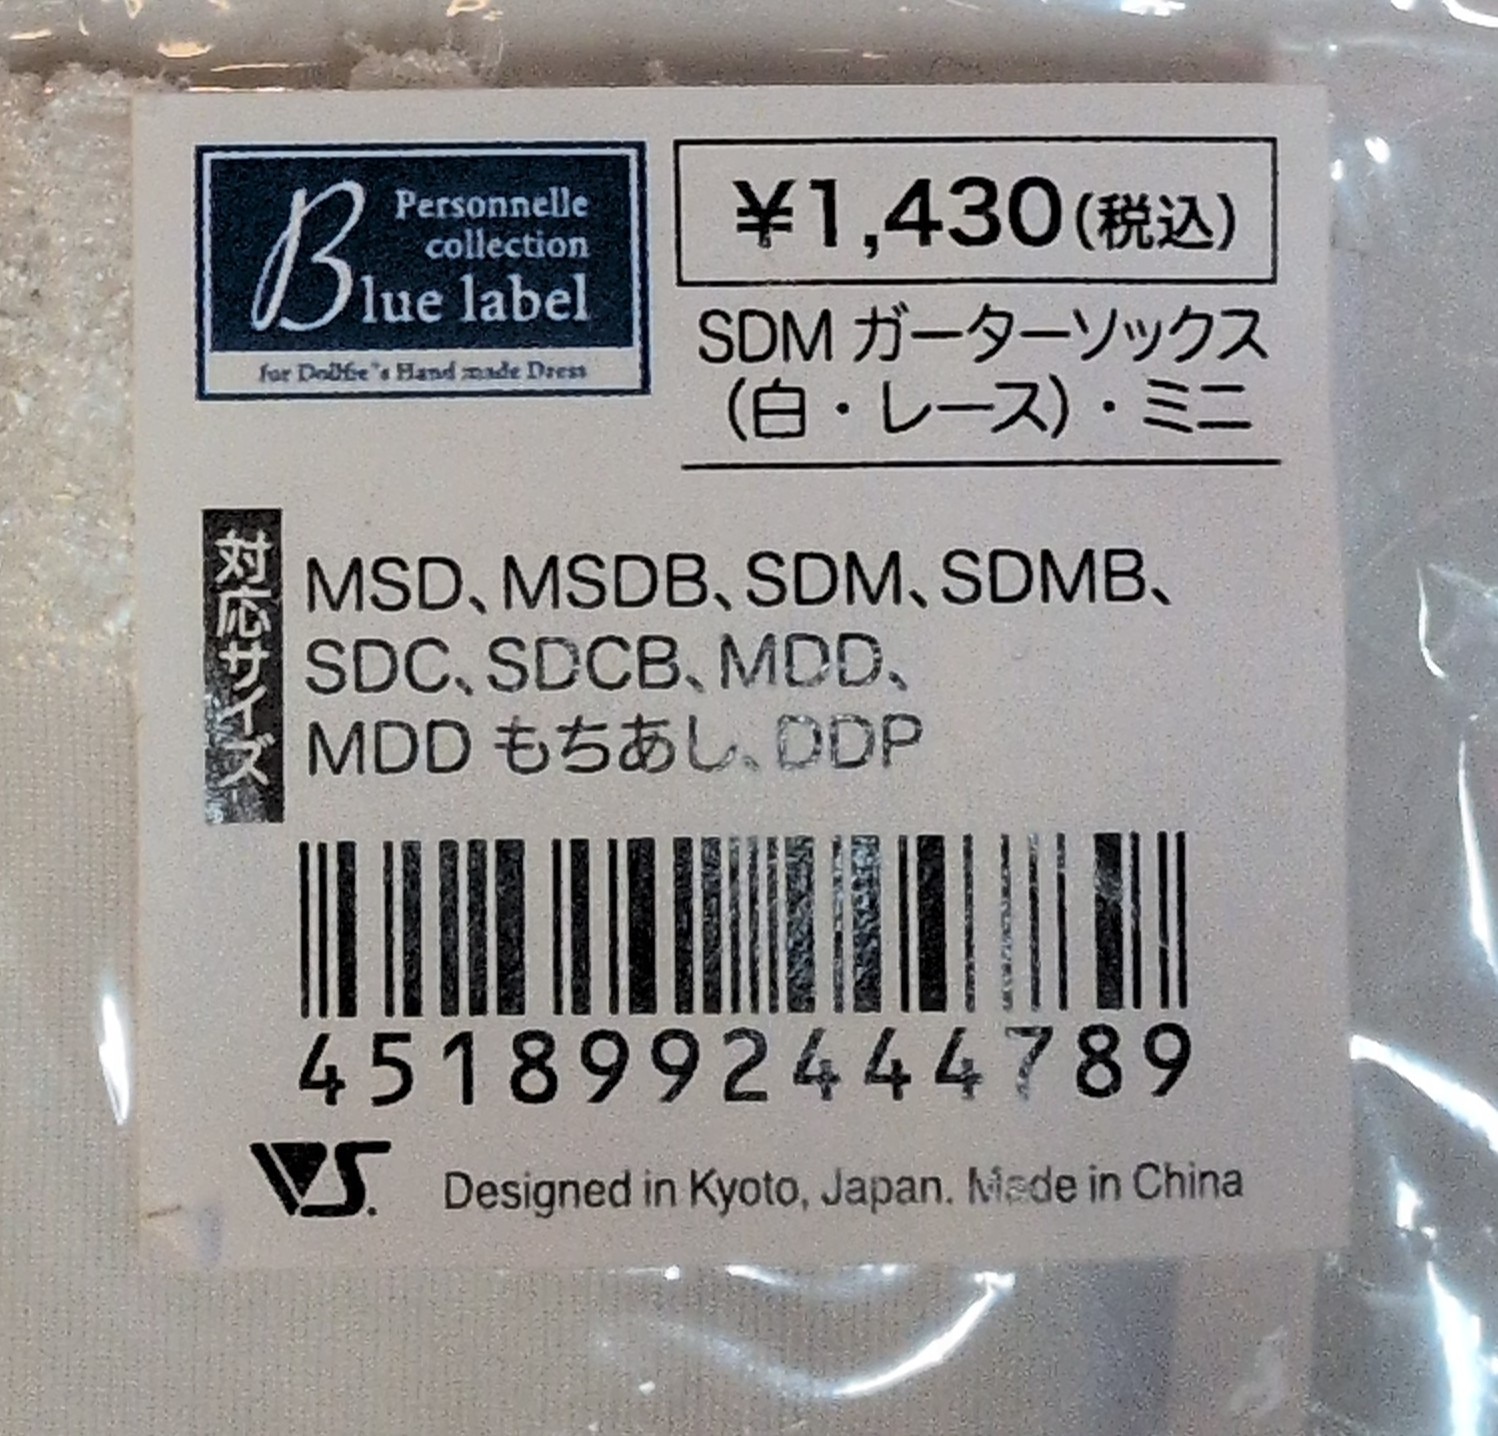 Personnelle
collection
Blue label
for Dollfie's Hand made Dress
¥1,430(税込)
SDM ガーターソックス
(白・レース)・ミニ
対応サイズ
MSD、MSDB、SDM、SDMB、
SDC、SDCB、MDD、
MDD もちあし、DDP
4518992444789
VS.
Designed in Kyoto, Japan. Made in China